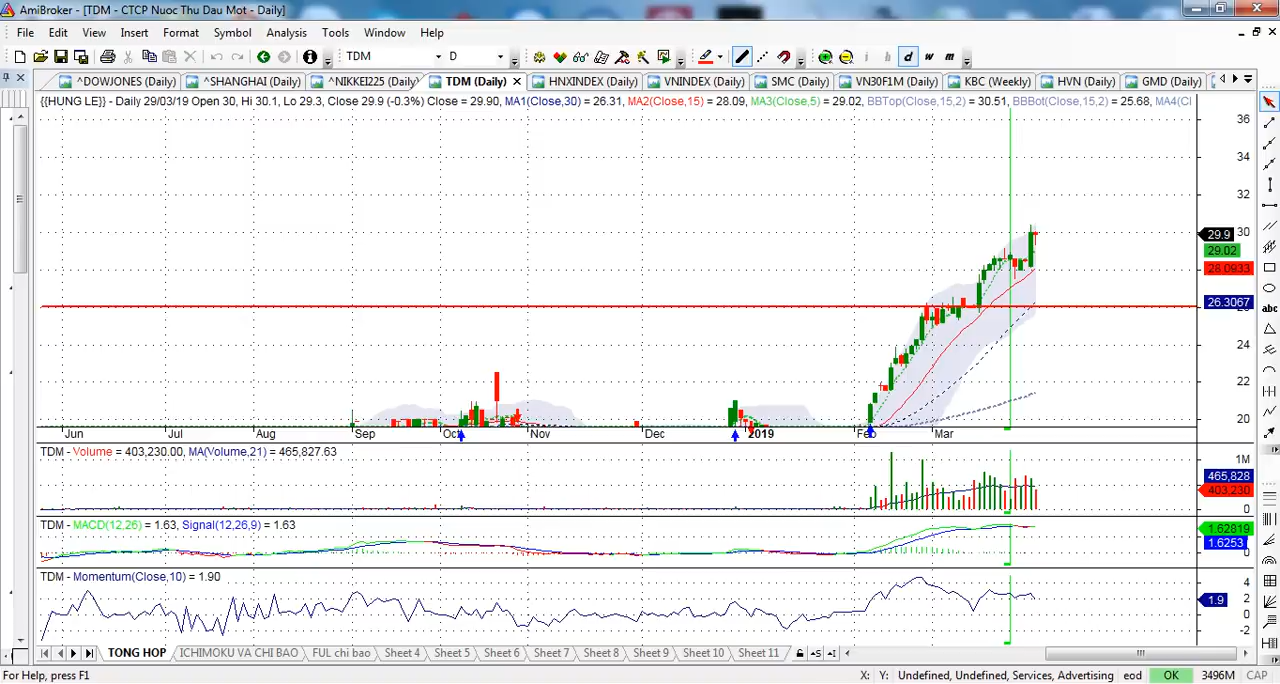 AmiBroker - [TDM - CTCP Nuoc Thu Dau Mot - Daily]
File Edit View Insert Format Symbol Analysis Tools Window Help
TDM D i h d w m
^DOWJONES (Daily) ^SHANGHAI (Daily) ^NIKKEI225 (Daily) TDM (Daily) HNXINDEX (Daily) VNINDEX (Daily) SMC (Daily) VN30F1M (Daily) KBC (Weekly) HVN (Daily) GMD (Daily)
{{HUNG LE}} - Daily 29/03/19 Open 30, Hi 30.1, Lo 29.3, Close 29.9 (-0.3%) Close = 29.90, MA1(Close,30) = 26.31, MA2(Close,15) = 28.09, MA3(Close,5) = 29.02, BBTop(Close,15,2) = 30.51, BBBot(Close,15,2) = 25.68, MA4(Cl
abc
36
34
32
30
29.9
29.02
28.0933
26.3067
24
22
20
Jun Jul Aug Sep Oct Nov Dec 2019 Feb Mar
TDM - Volume = 403,230.00, MA(Volume,21) = 465,827.63
1M
465,828
403,230
0
TDM - MACD(12,26) = 1.63, Signal(12,26,9) = 1.63
1.62819
1.6253
0
TDM - Momentum(Close,10) = 1.90
4
2
1.9
0
-2
TONG HOP ICHIMOKU VA CHI BAO FUL chi bao Sheet 4 Sheet 5 Sheet 6 Sheet 7 Sheet 8 Sheet 9 Sheet 10 Sheet 11
For Help, press F1 X: Y: Undefined, Undefined, Services, Advertising eod OK 3496M CAP